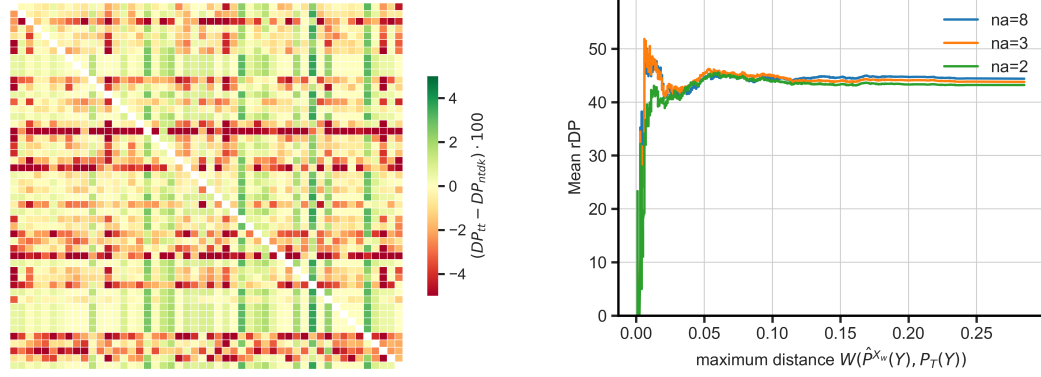 4
2
0
−2
−4
(DP_tt − DP_ntdk) · 100
na=8
na=3
na=2
50
40
30
20
10
0
Mean rDP
0.00 0.05 0.10 0.15 0.20 0.25
maximum distance W(P̂^{X_w}(Y), P_T(Y))